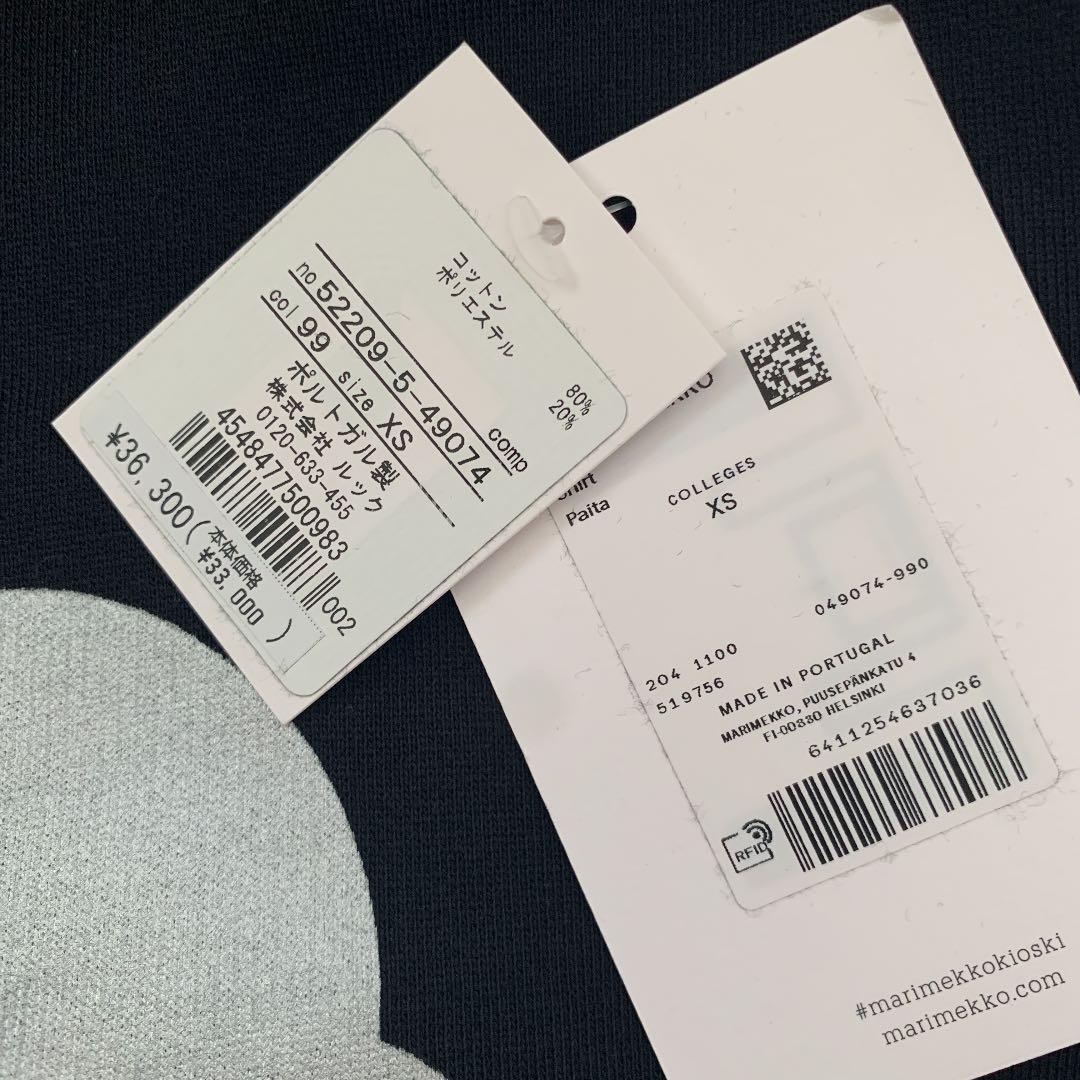 コットン 80%
ポリエステル 20%
comp
no 52209-5-49074
col 99 size XS
ポルトガル製
株式会社 ルック
0120-633-455
4548477500983
002
¥36,300(本体価格 ¥33,000)
KKO
Shirt
Paita
COLLEGES
XS
049074-990
204 1100
519756
MADE IN PORTUGAL
MARIMEKKO, PUUSEPÄNKATU 4
FI-00880 HELSINKI
6411254637036
RFID
#marimekkokioski
marimekko.com